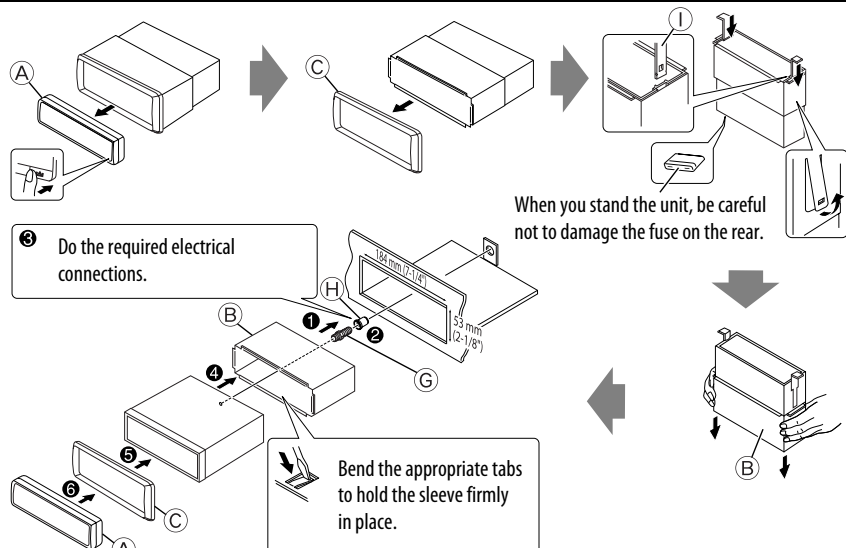 A
C
I
When you stand the unit, be careful
not to damage the fuse on the rear.
❸
Do the required electrical
connections.
184 mm (7-1/4")
53 mm
(2-1/8")
H
❶
❷
G
B
❹
❺
❻
C
A
Bend the appropriate tabs
to hold the sleeve firmly
in place.
B